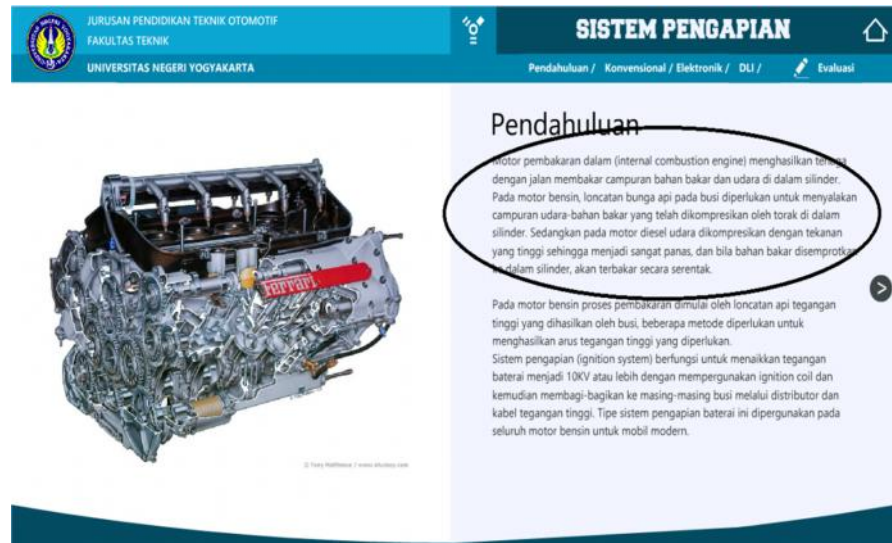 JURUSAN PENDIDIKAN TEKNIK OTOMOTIF
FAKULTAS TEKNIK
UNIVERSITAS NEGERI YOGYAKARTA
SISTEM PENGAPIAN
Pendahuluan / Konvensional / Elektronik / DLI / Evaluasi
Pendahuluan
Motor pembakaran dalam (internal combustion engine) menghasilkan tenaga
dengan jalan membakar campuran bahan bakar dan udara di dalam silinder.
Pada motor bensin, loncatan bunga api pada busi diperlukan untuk menyalakan
campuran udara-bahan bakar yang telah dikompresikan oleh torak di dalam
silinder. Sedangkan pada motor diesel udara dikompresikan dengan tekanan
yang tinggi sehingga menjadi sangat panas, dan bila bahan bakar disemprotkan
ke dalam silinder, akan terbakar secara serentak.
Pada motor bensin proses pembakaran dimulai oleh loncatan api tegangan
tinggi yang dihasilkan oleh busi, beberapa metode diperlukan untuk
menghasilkan arus tegangan tinggi yang diperlukan.
Sistem pengapian (ignition system) berfungsi untuk menaikkan tegangan
baterai menjadi 10KV atau lebih dengan mempergunakan ignition coil dan
kemudian membagi-bagikan ke masing-masing busi melalui distributor dan
kabel tegangan tinggi. Tipe sistem pengapian baterai ini dipergunakan pada
seluruh motor bensin untuk mobil modern.
Ferrari